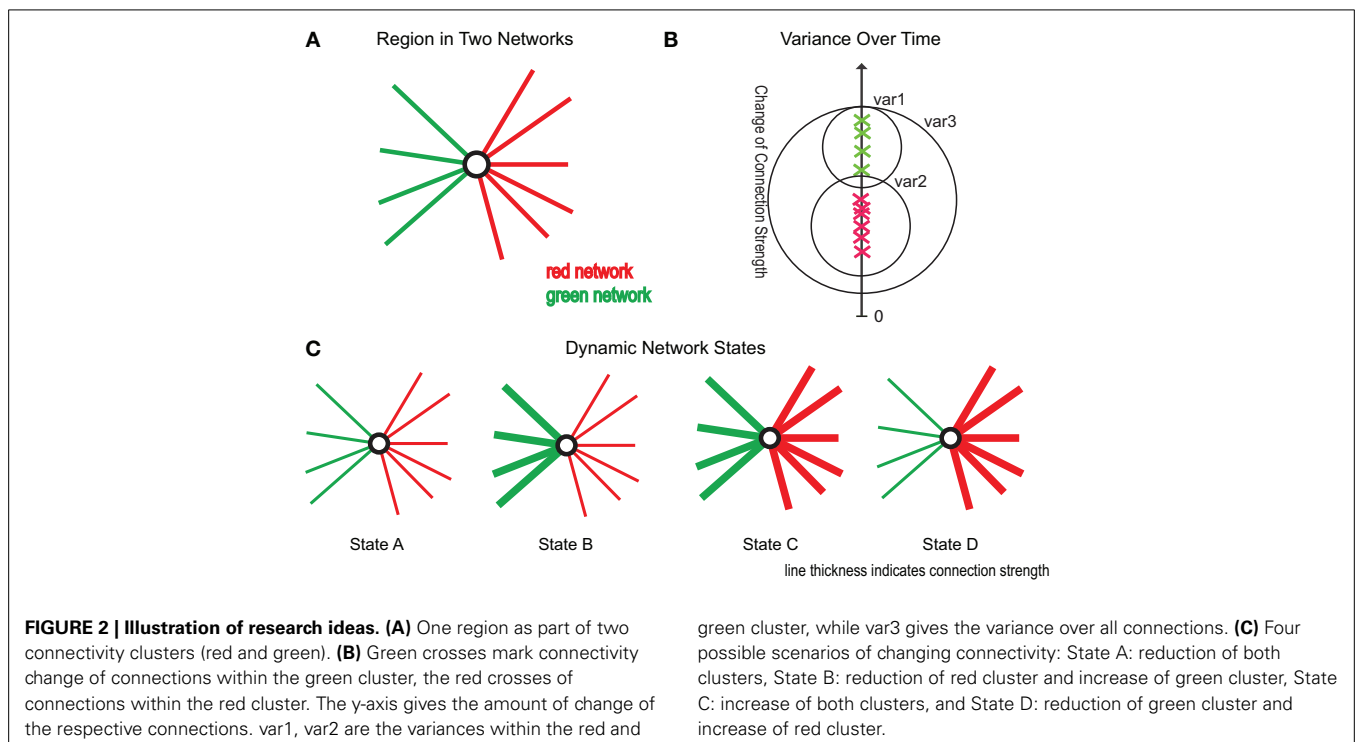 A Region in Two Networks
red network
green network
B Variance Over Time
Change of Connection Strength
var1
var3
var2
0
C Dynamic Network States
State A State B State C State D
line thickness indicates connection strength
FIGURE 2 | Illustration of research ideas. (A) One region as part of two
connectivity clusters (red and green). (B) Green crosses mark connectivity
change of connections within the green cluster, the red crosses of
connections within the red cluster. The y-axis gives the amount of change of
the respective connections. var1, var2 are the variances within the red and
green cluster, while var3 gives the variance over all connections. (C) Four
possible scenarios of changing connectivity: State A: reduction of both
clusters, State B: reduction of red cluster and increase of green cluster, State
C: increase of both clusters, and State D: reduction of green cluster and
increase of red cluster.